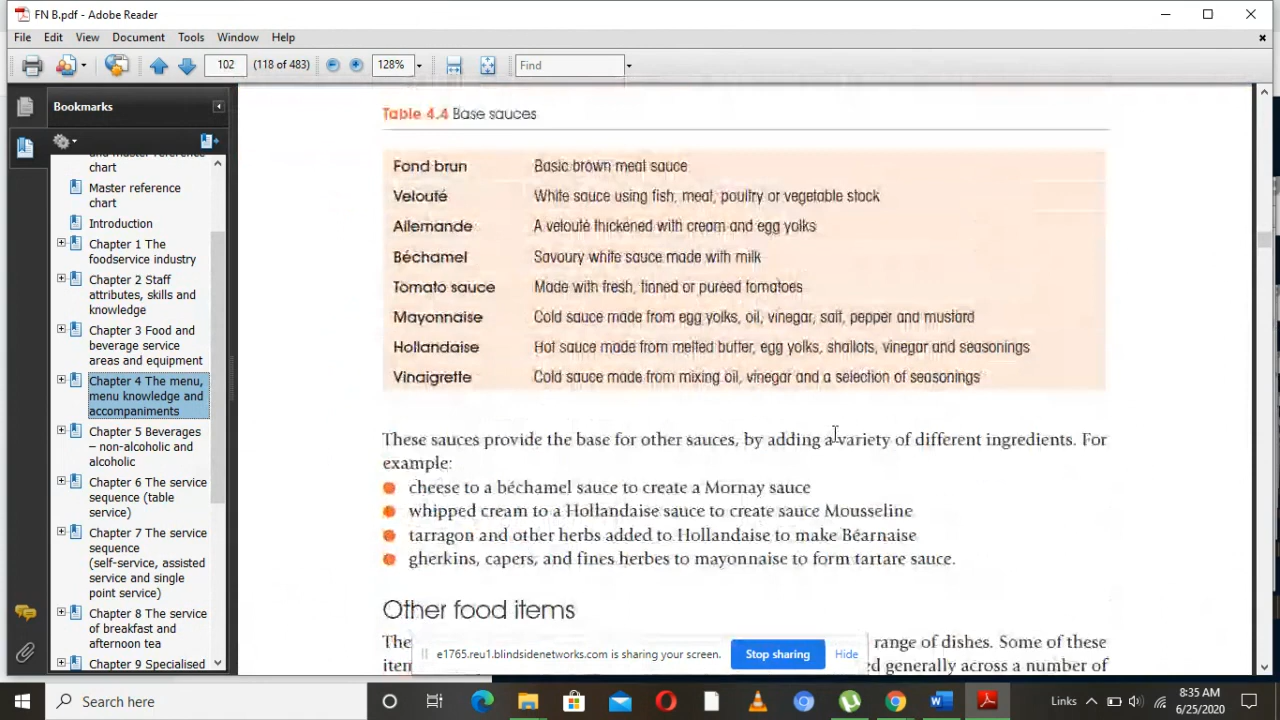 FN B.pdf - Adobe Reader
File Edit View Document Tools Window Help
102 (118 of 483) 128% Find
Bookmarks
and master reference
chart
Master reference
chart
Introduction
Chapter 1 The
foodservice industry
Chapter 2 Staff
attributes, skills and
knowledge
Chapter 3 Food and
beverage service
areas and equipment
Chapter 4 The menu,
menu knowledge and
accompaniments
Chapter 5 Beverages
– non-alcoholic and
alcoholic
Chapter 6 The service
sequence (table
service)
Chapter 7 The service
sequence
(self-service, assisted
service and single
point service)
Chapter 8 The service
of breakfast and
afternoon tea
Chapter 9 Specialised
Table 4.4 Base sauces
Fond brun Basic brown meat sauce
Velouté White sauce using fish, meat, poultry or vegetable stock
Allemande A velouté thickened with cream and egg yolks
Béchamel Savoury white sauce made with milk
Tomato sauce Made with fresh, tinned or pureed tomatoes
Mayonnaise Cold sauce made from egg yolks, oil, vinegar, salt, pepper and mustard
Hollandaise Hot sauce made from melted butter, egg yolks, shallots, vinegar and seasonings
Vinaigrette Cold sauce made from mixing oil, vinegar and a selection of seasonings
These sauces provide the base for other sauces, by adding a variety of different ingredients. For
example:
cheese to a béchamel sauce to create a Mornay sauce
whipped cream to a Hollandaise sauce to create sauce Mousseline
tarragon and other herbs added to Hollandaise to make Béarnaise
gherkins, capers, and fines herbes to mayonnaise to form tartare sauce.
Other food items
range of dishes. Some of these
generally across a number of
e1765.reu1.blindsidenetworks.com is sharing your screen. Stop sharing Hide
Search here
Links
8:35 AM
6/25/2020